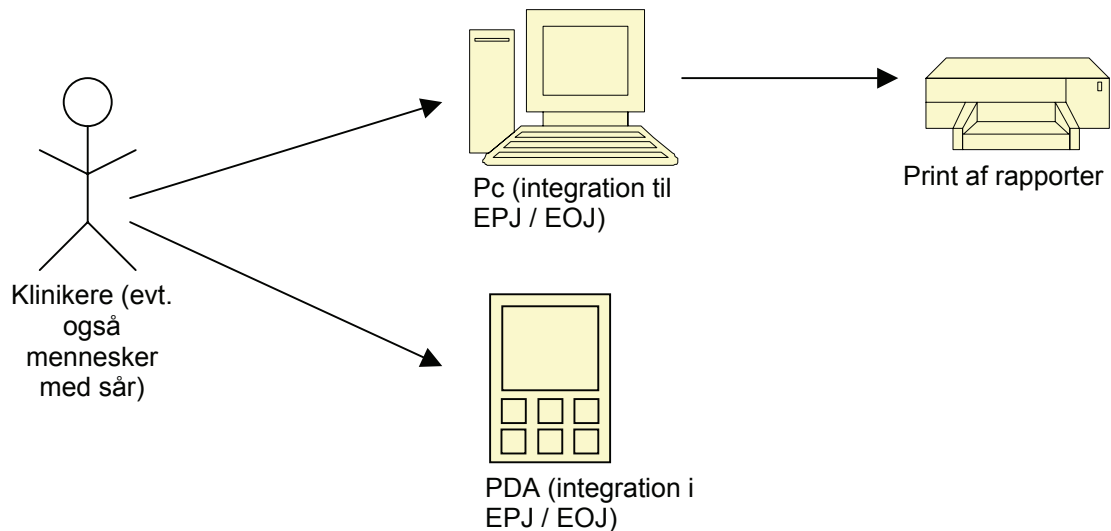 Klinikere (evt.
også
mennesker
med sår)
Pc (integration til
EPJ / EOJ)
Print af rapporter
PDA (integration i
EPJ / EOJ)